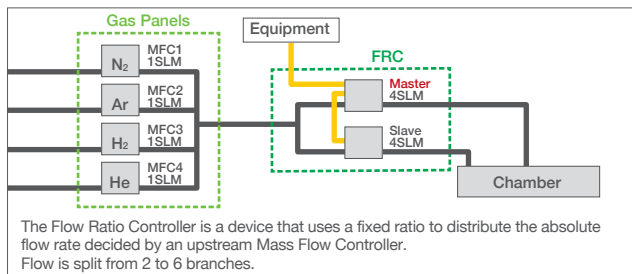 Gas Panels
Equipment
FRC
N₂
MFC1
1SLM
Ar
MFC2
1SLM
H₂
MFC3
1SLM
He
MFC4
1SLM
Master
4SLM
Slave
4SLM
Chamber
The Flow Ratio Controller is a device that uses a fixed ratio to distribute the absolute
flow rate decided by an upstream Mass Flow Controller.
Flow is split from 2 to 6 branches.